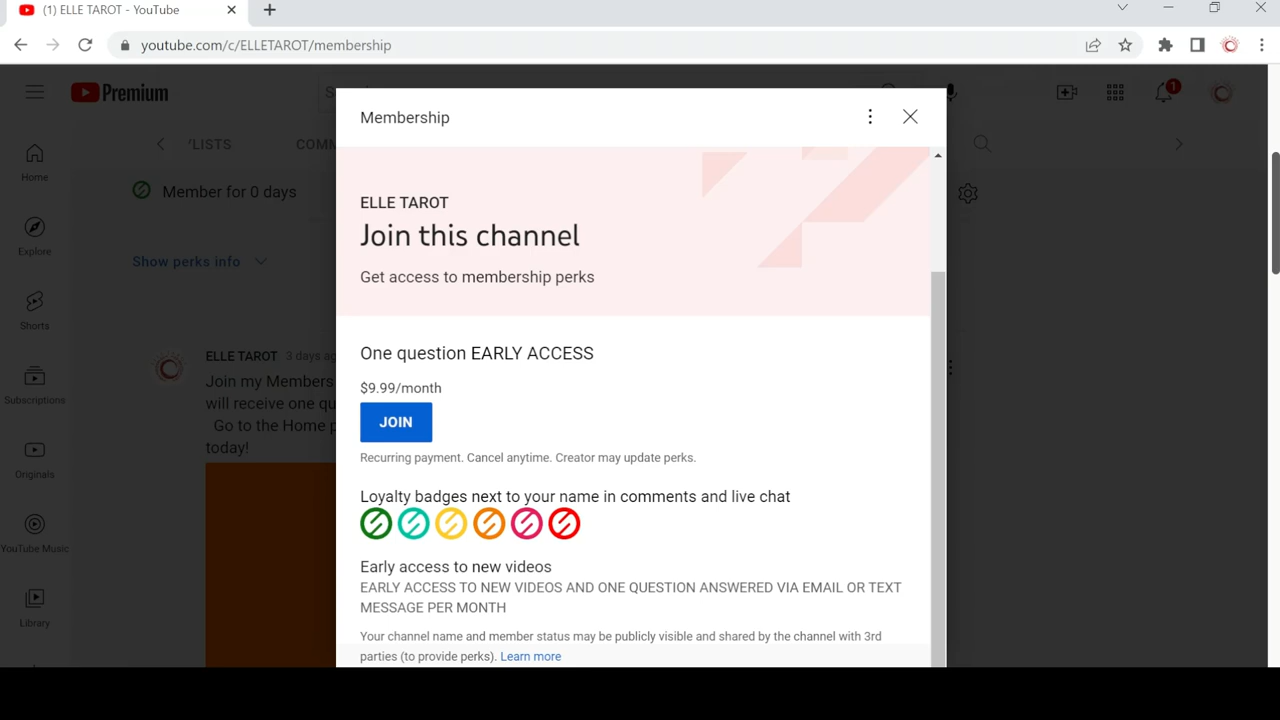 (1) ELLE TAROT - YouTube
youtube.com/c/ELLETAROT/membership
Premium
1
Membership
'LISTS
Home
Member for 0 days
ELLE TAROT
Join this channel
Explore
Show perks info
Get access to membership perks
Shorts
ELLE TAROT 3 days
Join my Members
will receive one
Go to the Home
today!
One question EARLY ACCESS
$9.99/month
JOIN
Subscriptions
Recurring payment. Cancel anytime. Creator may update perks.
Originals
Loyalty badges next to your name in comments and live chat
YouTube Music
Early access to new videos
EARLY ACCESS TO NEW VIDEOS AND ONE QUESTION ANSWERED VIA EMAIL OR TEXT
MESSAGE PER MONTH
Library
Your channel name and member status may be publicly visible and shared by the channel with 3rd
parties (to provide perks). Learn more